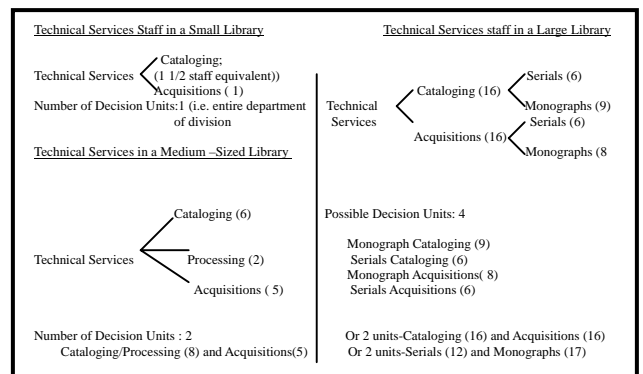 Technical Services Staff in a Small Library
Cataloging;
Technical Services
(1 1/2 staff equivalent))
Acquisitions ( 1)
Number of Decision Units:1 (i.e. entire department
of division
Technical Services in a Medium –Sized Library
Cataloging (6)
Technical Services
Processing (2)
Acquisitions ( 5)
Number of Decision Units : 2
Cataloging/Processing (8) and Acquisitions(5)
Technical Services staff in a Large Library
Serials (6)
Cataloging (16)
Technical
Services
Monographs (9)
Serials (6)
Acquisitions (16)
Monographs (8
Possible Decision Units: 4
Monograph Cataloging (9)
Serials Cataloging (6)
Monograph Acquisitions( 8)
Serials Acquisitions (6)
Or 2 units-Cataloging (16) and Acquisitions (16)
Or 2 units-Serials (12) and Monographs (17)